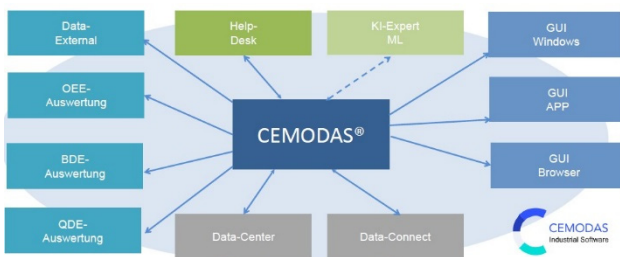 Data-
External
Help-
Desk
KI-Expert
ML
GUI
Windows
OEE-
Auswertung
GUI
APP
CEMODAS®
BDE-
Auswertung
GUI
Browser
QDE-
Auswertung
Data-Center
Data-Connect
CEMODAS
Industrial Software